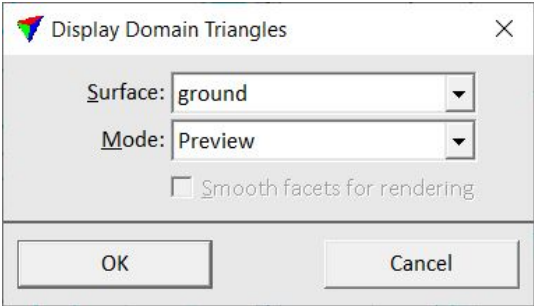 Display Domain Triangles
Surface: ground
Mode: Preview
Smooth facets for rendering
OK Cancel